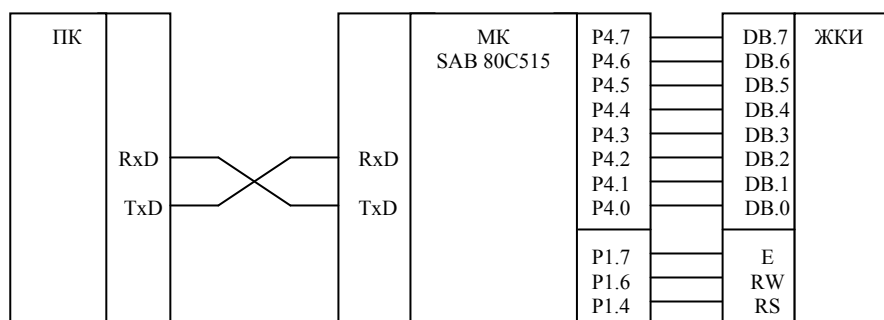 ПК
МК
SAB 80C515
P4.7
DB.7
ЖКИ
P4.6
DB.6
P4.5
DB.5
P4.4
DB.4
P4.3
DB.3
RxD
RxD
P4.2
DB.2
P4.1
DB.1
TxD
TxD
P4.0
DB.0
P1.7
E
P1.6
RW
P1.4
RS